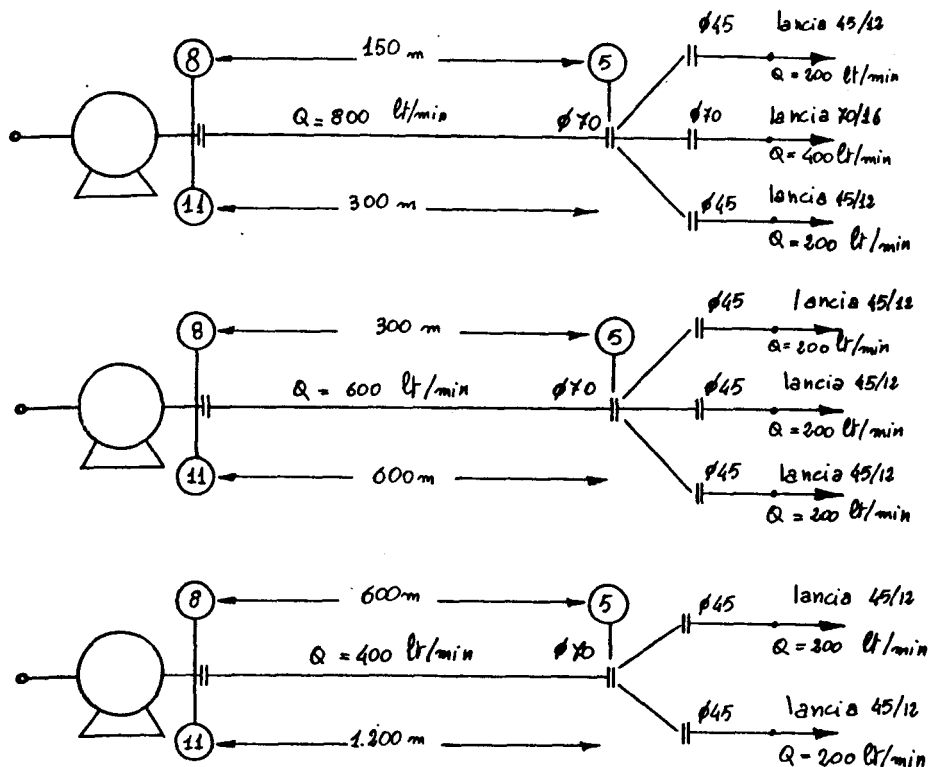 ø45 lancia 45/12
8 150 m 5
Q = 200 lt/min
Q = 800 lt/min ø70 ø70 lancia 70/16
Q = 400 lt/min
11 300 m ø45 lancia 45/12
Q = 200 lt/min
ø45 lancia 45/12
8 300 m 5
Q = 200 lt/min
Q = 600 lt/min ø70 ø45 lancia 45/12
Q = 200 lt/min
11 600 m ø45 lancia 45/12
Q = 200 lt/min
8 600 m 5 ø45 lancia 45/12
Q = 200 lt/min
Q = 400 lt/min ø70
ø45 lancia 45/12
11 1.200 m
Q = 200 lt/min